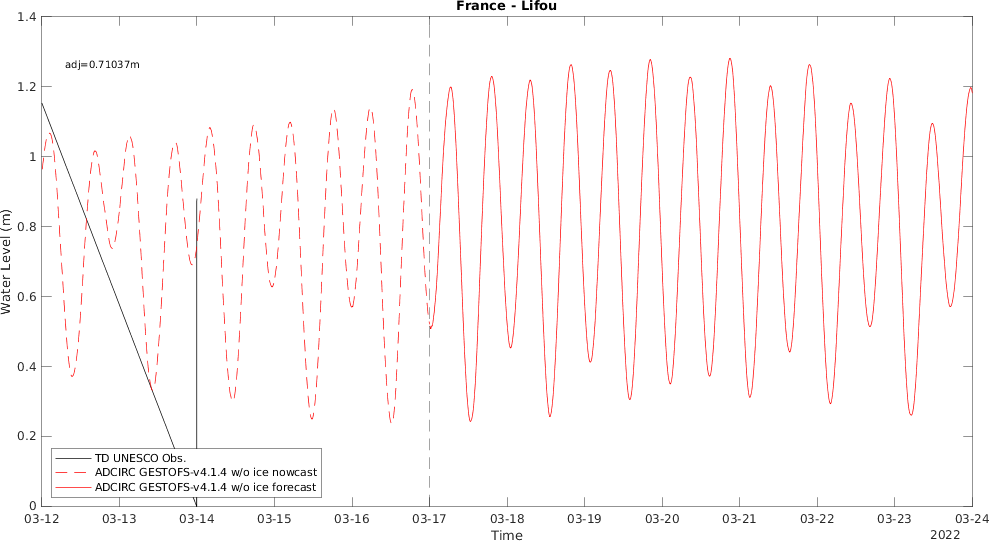 France - Lifou
1.4
1.2
1
0.8
0.6
0.4
0.2
0
Water Level (m)
adj=0.71037m
TD UNESCO Obs.
ADCIRC GESTOFS-v4.1.4 w/o ice nowcast
ADCIRC GESTOFS-v4.1.4 w/o ice forecast
03-12 03-13 03-14 03-15 03-16 03-17 03-18 03-19 03-20 03-21 03-22 03-23 03-24
Time
2022